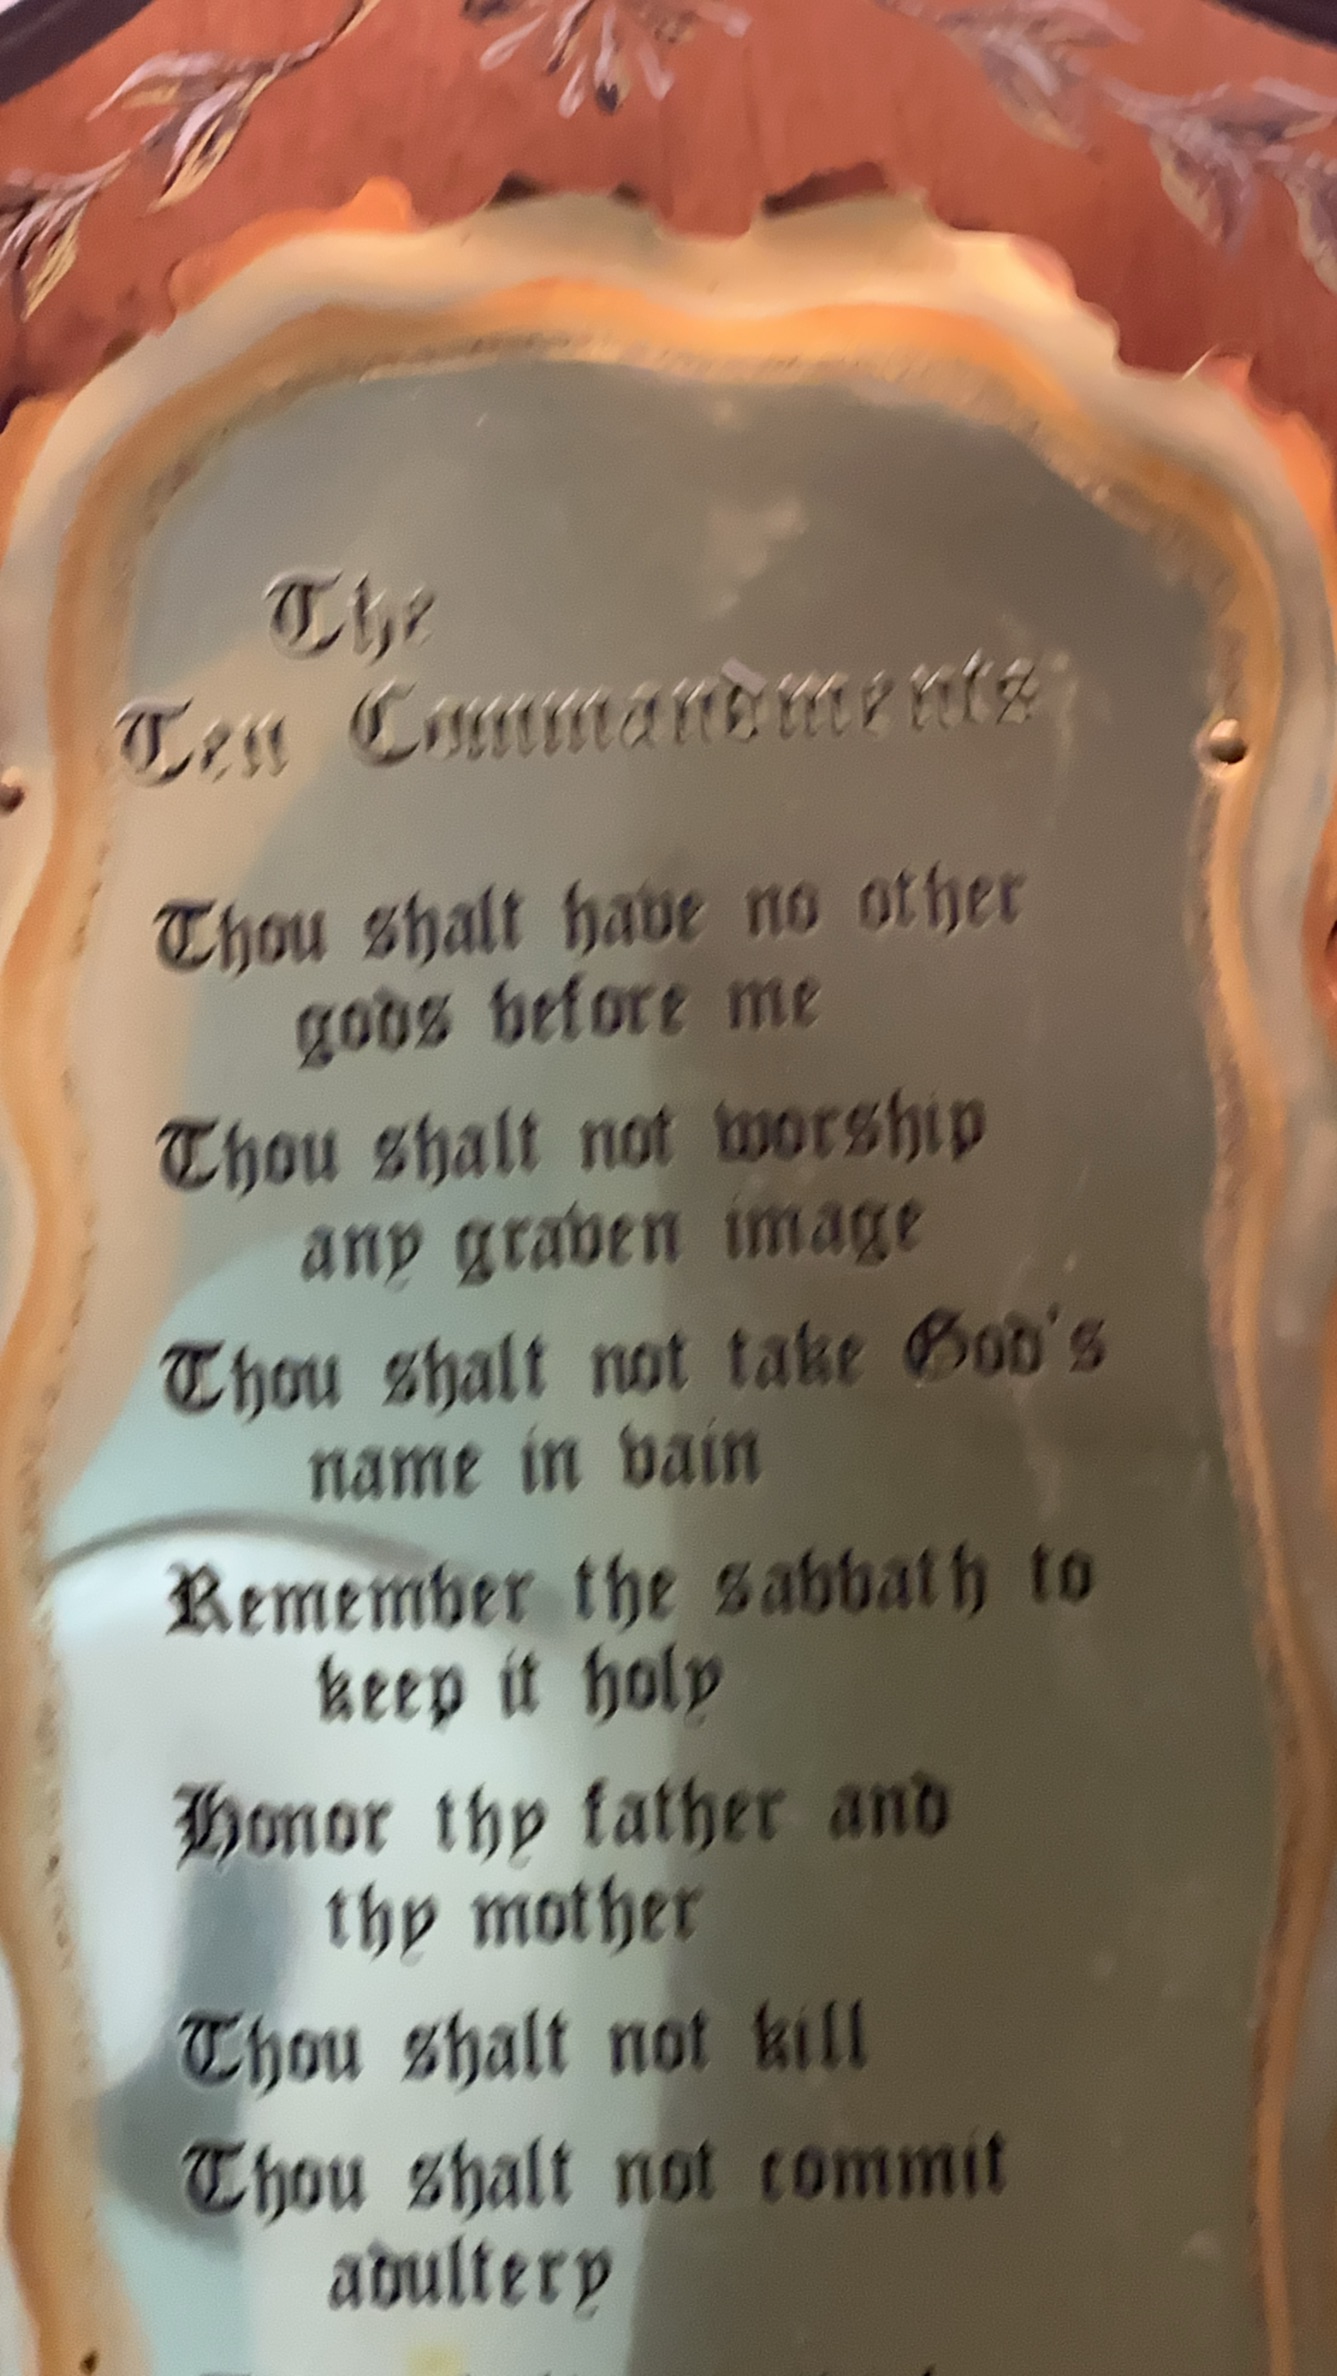 The
Ten Commandments
Thou shalt have no other
gods before me
Thou shalt not worship
any graven image
Thou shalt not take God's
name in vain
Remember the sabbath to
keep it holy
Honor thy father and
thy mother
Thou shalt not kill
Thou shalt not commit
adultery